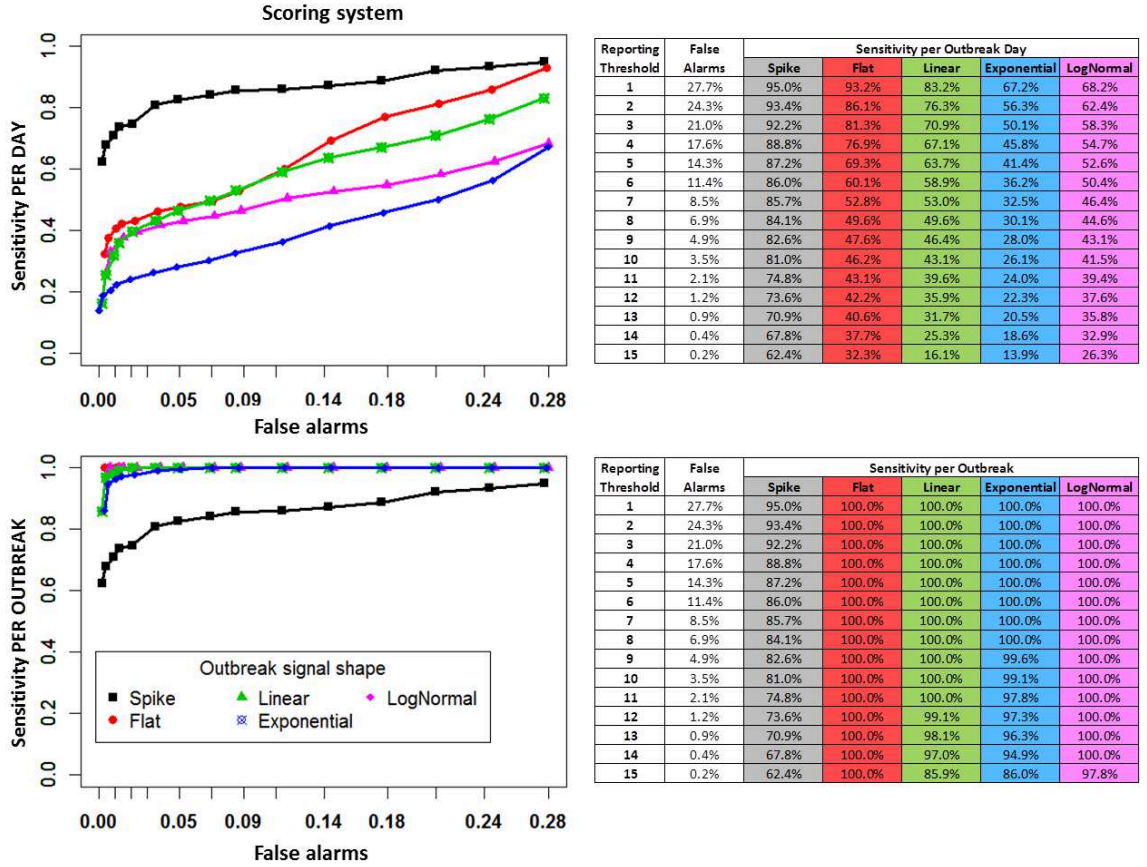 Scoring system
Sensitivity PER DAY
1.0
0.8
0.6
0.4
0.2
0.0
0.00 0.05 0.09 0.14 0.18 0.24 0.28
False alarms
Reporting False Sensitivity per Outbreak Day
Threshold Alarms Spike Flat Linear Exponential LogNormal
1 27.7% 95.0% 93.2% 83.2% 67.2% 68.2%
2 24.3% 93.4% 86.1% 76.3% 56.3% 62.4%
3 21.0% 92.2% 81.3% 70.9% 50.1% 58.3%
4 17.6% 88.8% 76.9% 67.1% 45.8% 54.7%
5 14.3% 87.2% 69.3% 63.7% 41.4% 52.6%
6 11.4% 86.0% 60.1% 58.9% 36.2% 50.4%
7 8.5% 85.7% 52.8% 53.0% 32.5% 46.4%
8 6.9% 84.1% 49.6% 49.6% 30.1% 44.6%
9 4.9% 82.6% 47.6% 46.4% 28.0% 43.1%
10 3.5% 81.0% 46.2% 43.1% 26.1% 41.5%
11 2.1% 74.8% 43.1% 39.6% 24.0% 39.4%
12 1.2% 73.6% 42.2% 35.9% 22.3% 37.6%
13 0.9% 70.9% 40.6% 31.7% 20.5% 35.8%
14 0.4% 67.8% 37.7% 25.3% 18.6% 32.9%
15 0.2% 62.4% 32.3% 16.1% 13.9% 26.3%
Sensitivity PER OUTBREAK
1.0
0.8
0.6
0.4
0.2
0.0
Outbreak signal shape
Spike Linear LogNormal
Flat Exponential
0.00 0.05 0.09 0.14 0.18 0.24 0.28
False alarms
Reporting False Sensitivity per Outbreak
Threshold Alarms Spike Flat Linear Exponential LogNormal
1 27.7% 95.0% 100.0% 100.0% 100.0% 100.0%
2 24.3% 93.4% 100.0% 100.0% 100.0% 100.0%
3 21.0% 92.2% 100.0% 100.0% 100.0% 100.0%
4 17.6% 88.8% 100.0% 100.0% 100.0% 100.0%
5 14.3% 87.2% 100.0% 100.0% 100.0% 100.0%
6 11.4% 86.0% 100.0% 100.0% 100.0% 100.0%
7 8.5% 85.7% 100.0% 100.0% 100.0% 100.0%
8 6.9% 84.1% 100.0% 100.0% 100.0% 100.0%
9 4.9% 82.6% 100.0% 100.0% 99.6% 100.0%
10 3.5% 81.0% 100.0% 100.0% 99.1% 100.0%
11 2.1% 74.8% 100.0% 100.0% 97.8% 100.0%
12 1.2% 73.6% 100.0% 99.1% 97.3% 100.0%
13 0.9% 70.9% 100.0% 98.1% 96.3% 100.0%
14 0.4% 67.8% 100.0% 97.0% 94.9% 100.0%
15 0.2% 62.4% 100.0% 85.9% 86.0% 97.8%